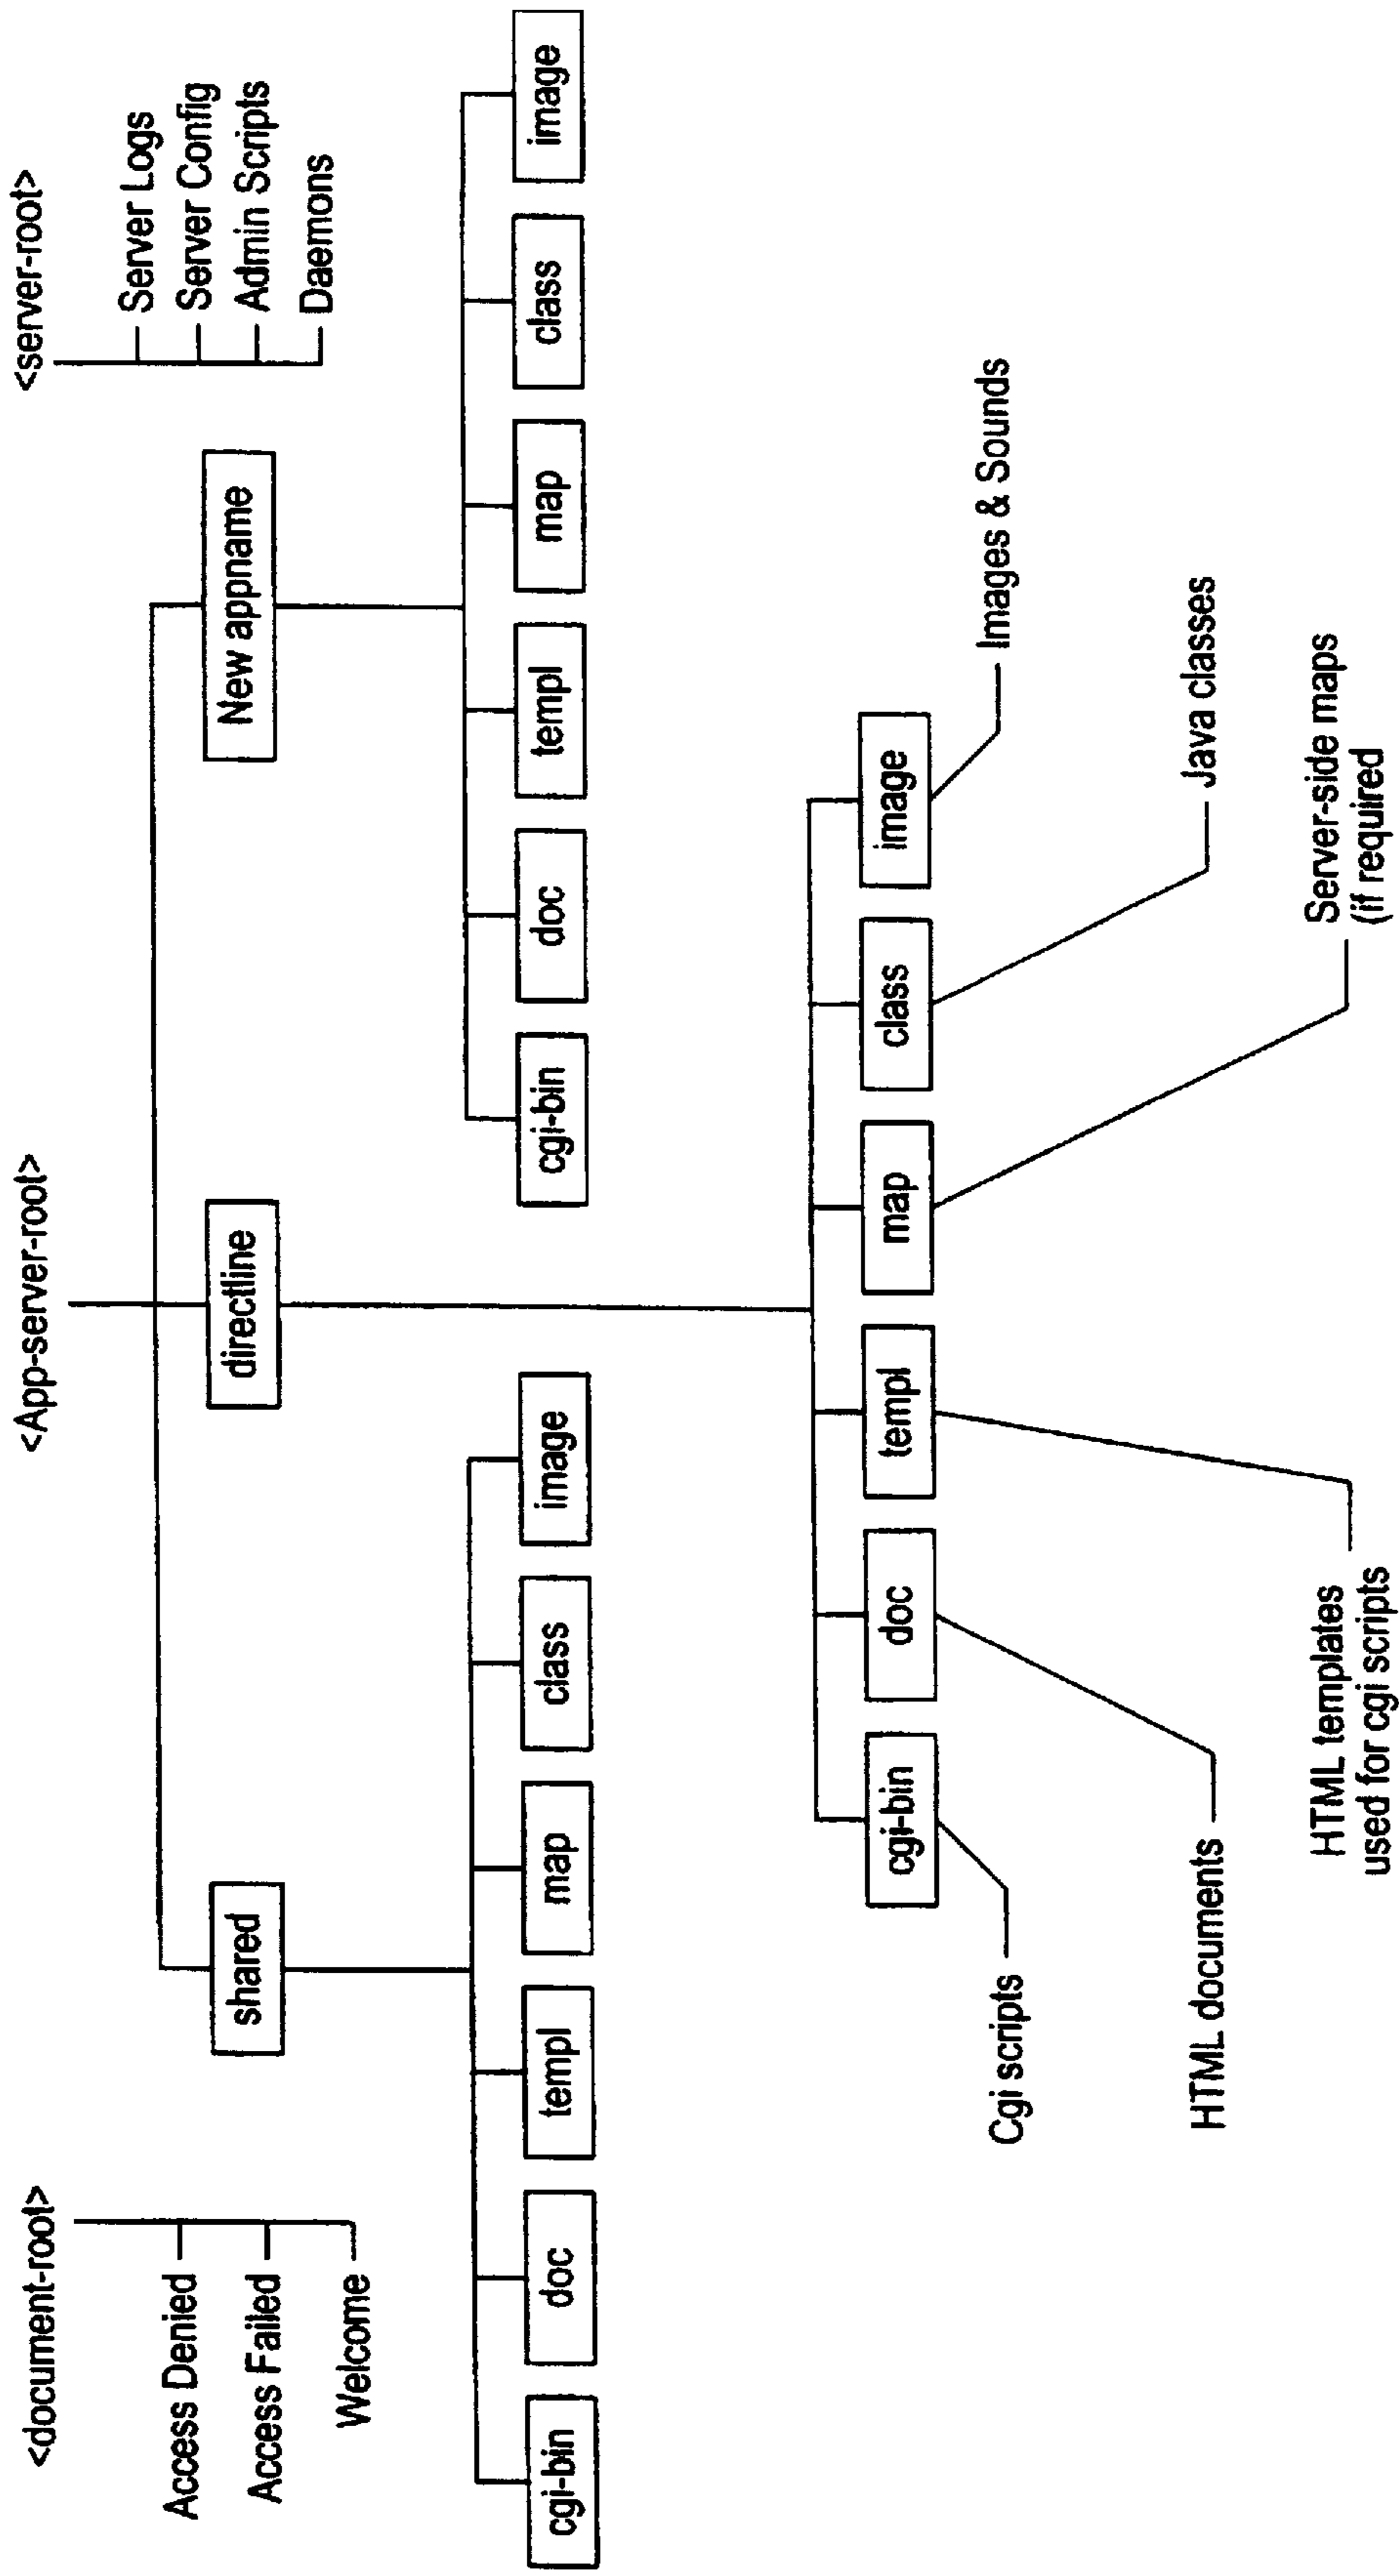 <document-root>
Access Denied
Access Failed
Welcome
<App-server-root>
<server-root>
Server Logs
Server Config
Admin Scripts
Daemons
shared
directline
New appname
cgi-bin
doc
templ
map
class
image
cgi-bin
doc
templ
map
class
image
cgi-bin
doc
templ
map
class
image
Cgi scripts
HTML documents
HTML templates
used for cgi scripts
Server-side maps
(if required
Java classes
Images & Sounds